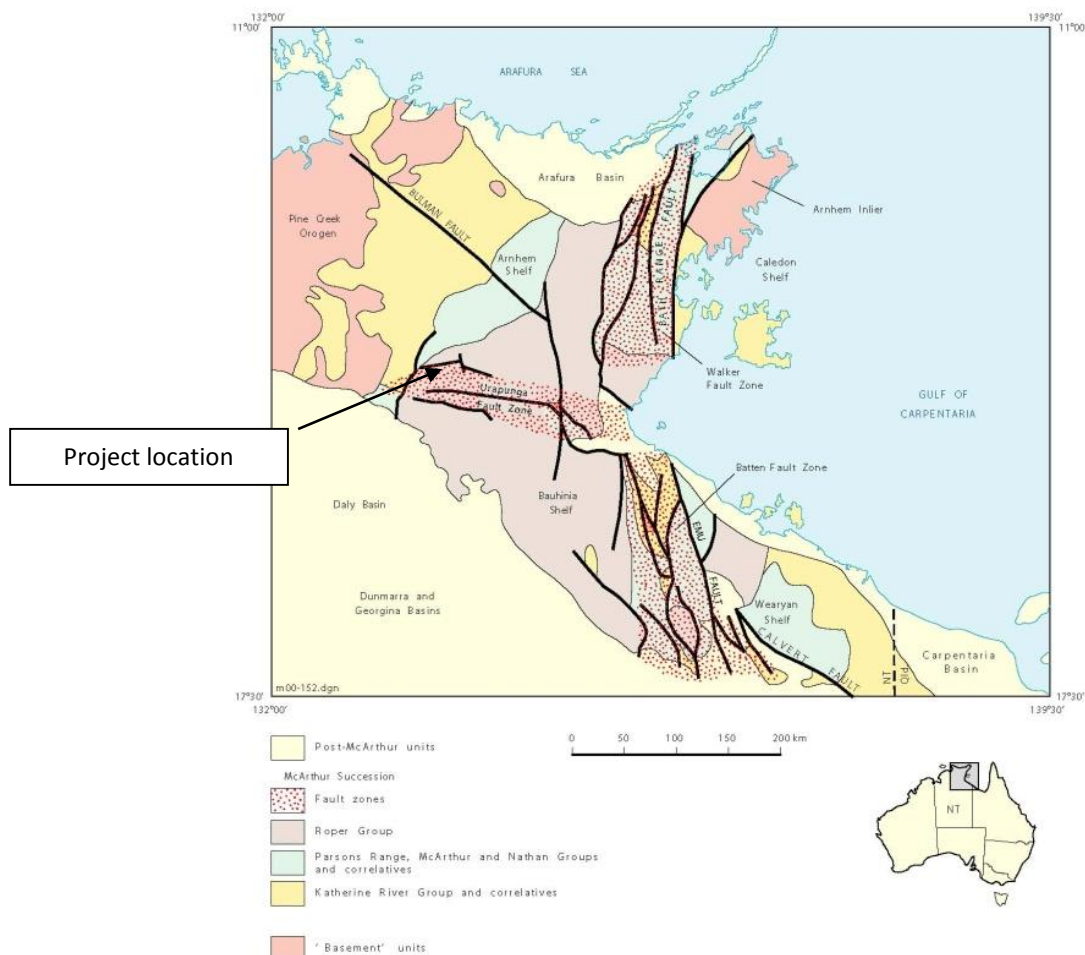 132°00'
139°30'
11°00'
11°00'
ARAFURA SEA
Arafura Basin
Pine Creek
Orogen
BULMAN FAULT
Arnhem
Shelf
BATH RANGE FAULT
Arnhem Inlier
Caledon
Shelf
Walker
Fault Zone
Urapunga
Fault Zone
GULF OF
CARPENTARIA
Project location
Batten Fault Zone
Daly Basin
Bauhinia
Shelf
EMU
FAULT
Dunmarra and
Georgina Basins
Wearyan
Shelf
CALVERT FAULT
NT
QLD
Carpentaria
Basin
m00-152.dgn
17°30'
17°30'
132°00'
139°30'
Post-McArthur units
0 50 100 150 200 km
McArthur Succession
Fault zones
Roper Group
Parsons Range, McArthur and Nathan Groups
and correlatives
Katherine River Group and correlatives
'Basement' units
NT